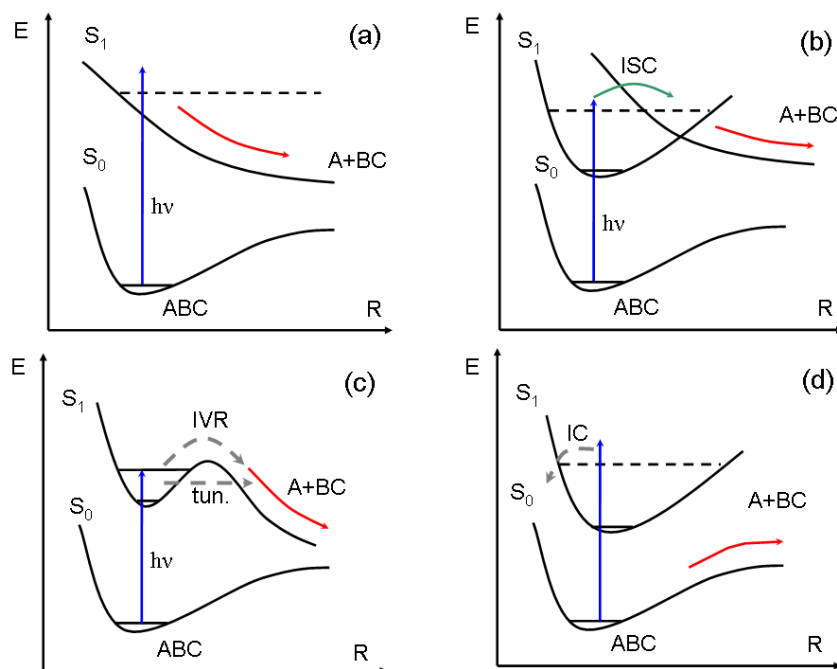 E
S1
(a)
S0
A+BC
hν
ABC
R
E
S1
(b)
ISC
A+BC
S0
hν
ABC
R
E
(c)
S1
IVR
A+BC
tun.
S0
hν
ABC
R
E
(d)
S1
IC
S0
A+BC
ABC
R